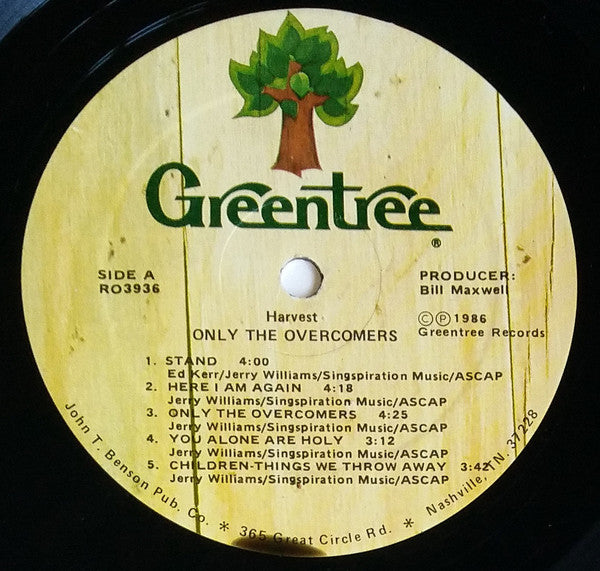 Greentree®
SIDE A
RO3936
PRODUCER:
Bill Maxwell
Harvest
ONLY THE OVERCOMERS
©Ⓟ1986
Greentree Records
1. STAND 4:00
Ed Kerr/Jerry Williams/Singspiration Music/ASCAP
2. HERE I AM AGAIN 4:18
Jerry Williams/Singspiration Music/ASCAP
3. ONLY THE OVERCOMERS 4:25
Jerry Williams/Singspiration Music/ASCAP
4. YOU ALONE ARE HOLY 3:12
Jerry Williams/Singspiration Music/ASCAP
5. CHILDREN-THINGS WE THROW AWAY 3:42
Jerry Williams/Singspiration Music/ASCAP
John T. Benson Pub. Co. * 365 Great Circle Rd. * Nashville, TN. 37228